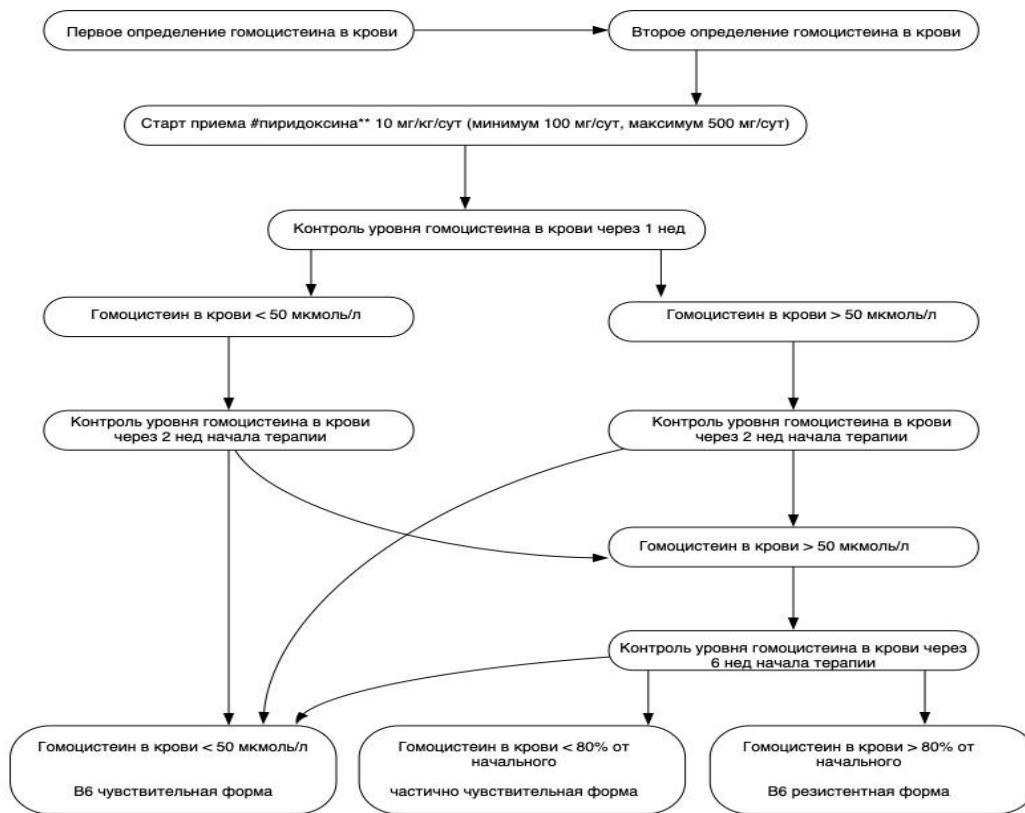 Первое определение гомоцистеина в крови
Второе определение гомоцистеина в крови
Старт приема #пиридоксина** 10 мг/кг/сут (минимум 100 мг/сут, максимум 500 мг/сут)
Контроль уровня гомоцистеина в крови через 1 нед
Гомоцистеин в крови < 50 мкмоль/л
Гомоцистеин в крови > 50 мкмоль/л
Контроль уровня гомоцистеина в крови
через 2 нед начала терапии
Контроль уровня гомоцистеина в крови
через 2 нед начала терапии
Гомоцистеин в крови > 50 мкмоль/л
Контроль уровня гомоцистеина в крови через
6 нед начала терапии
Гомоцистеин в крови < 50 мкмоль/л
В6 чувствительная форма
Гомоцистеин в крови < 80% от
начального
частично чувствительная форма
Гомоцистеин в крови > 80% от
начального
В6 резистентная форма